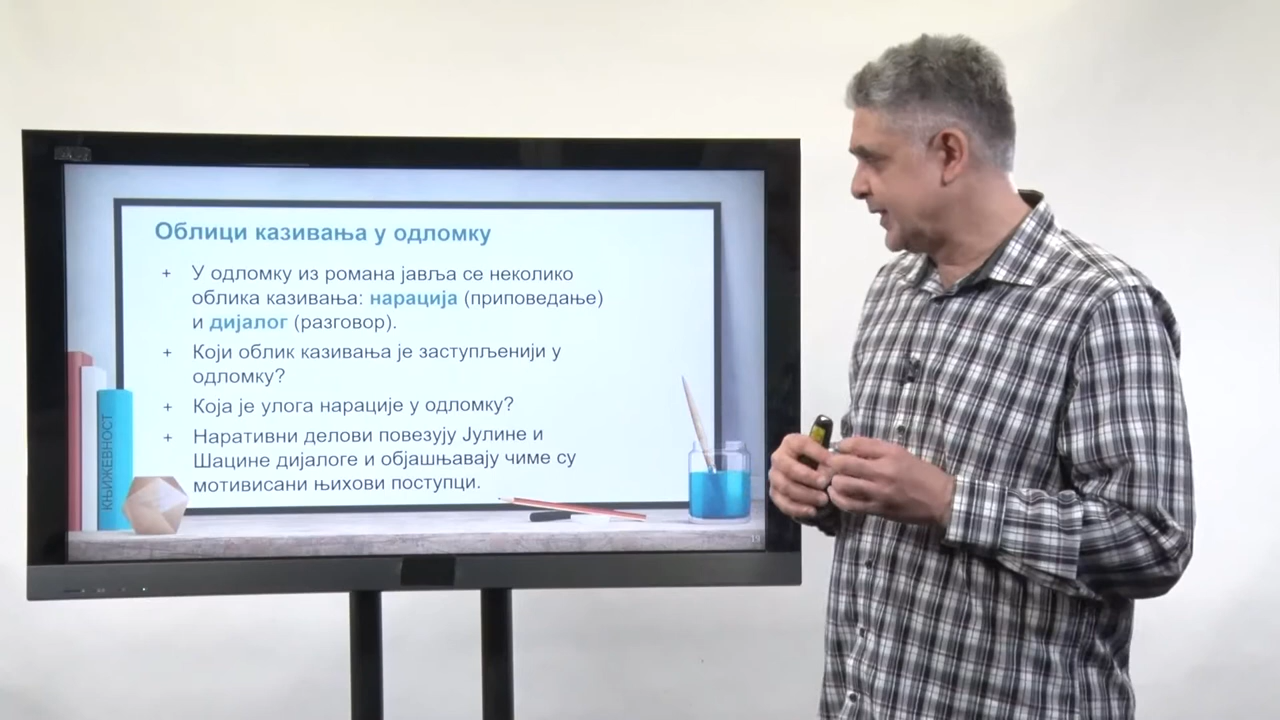 Облици казивања у одломку
+ У одломку из романа јавља се неколико
облика казивања: нарација (приповедање)
и дијалог (разговор).
+ Који облик казивања је заступљенији у
одломку?
+ Која је улога нарације у одломку?
+ Наративни делови повезују Јулине и
Шацине дијалоге и објашњавају чиме су
мотивисани њихови поступци.
КЊИЖЕВНОСТ